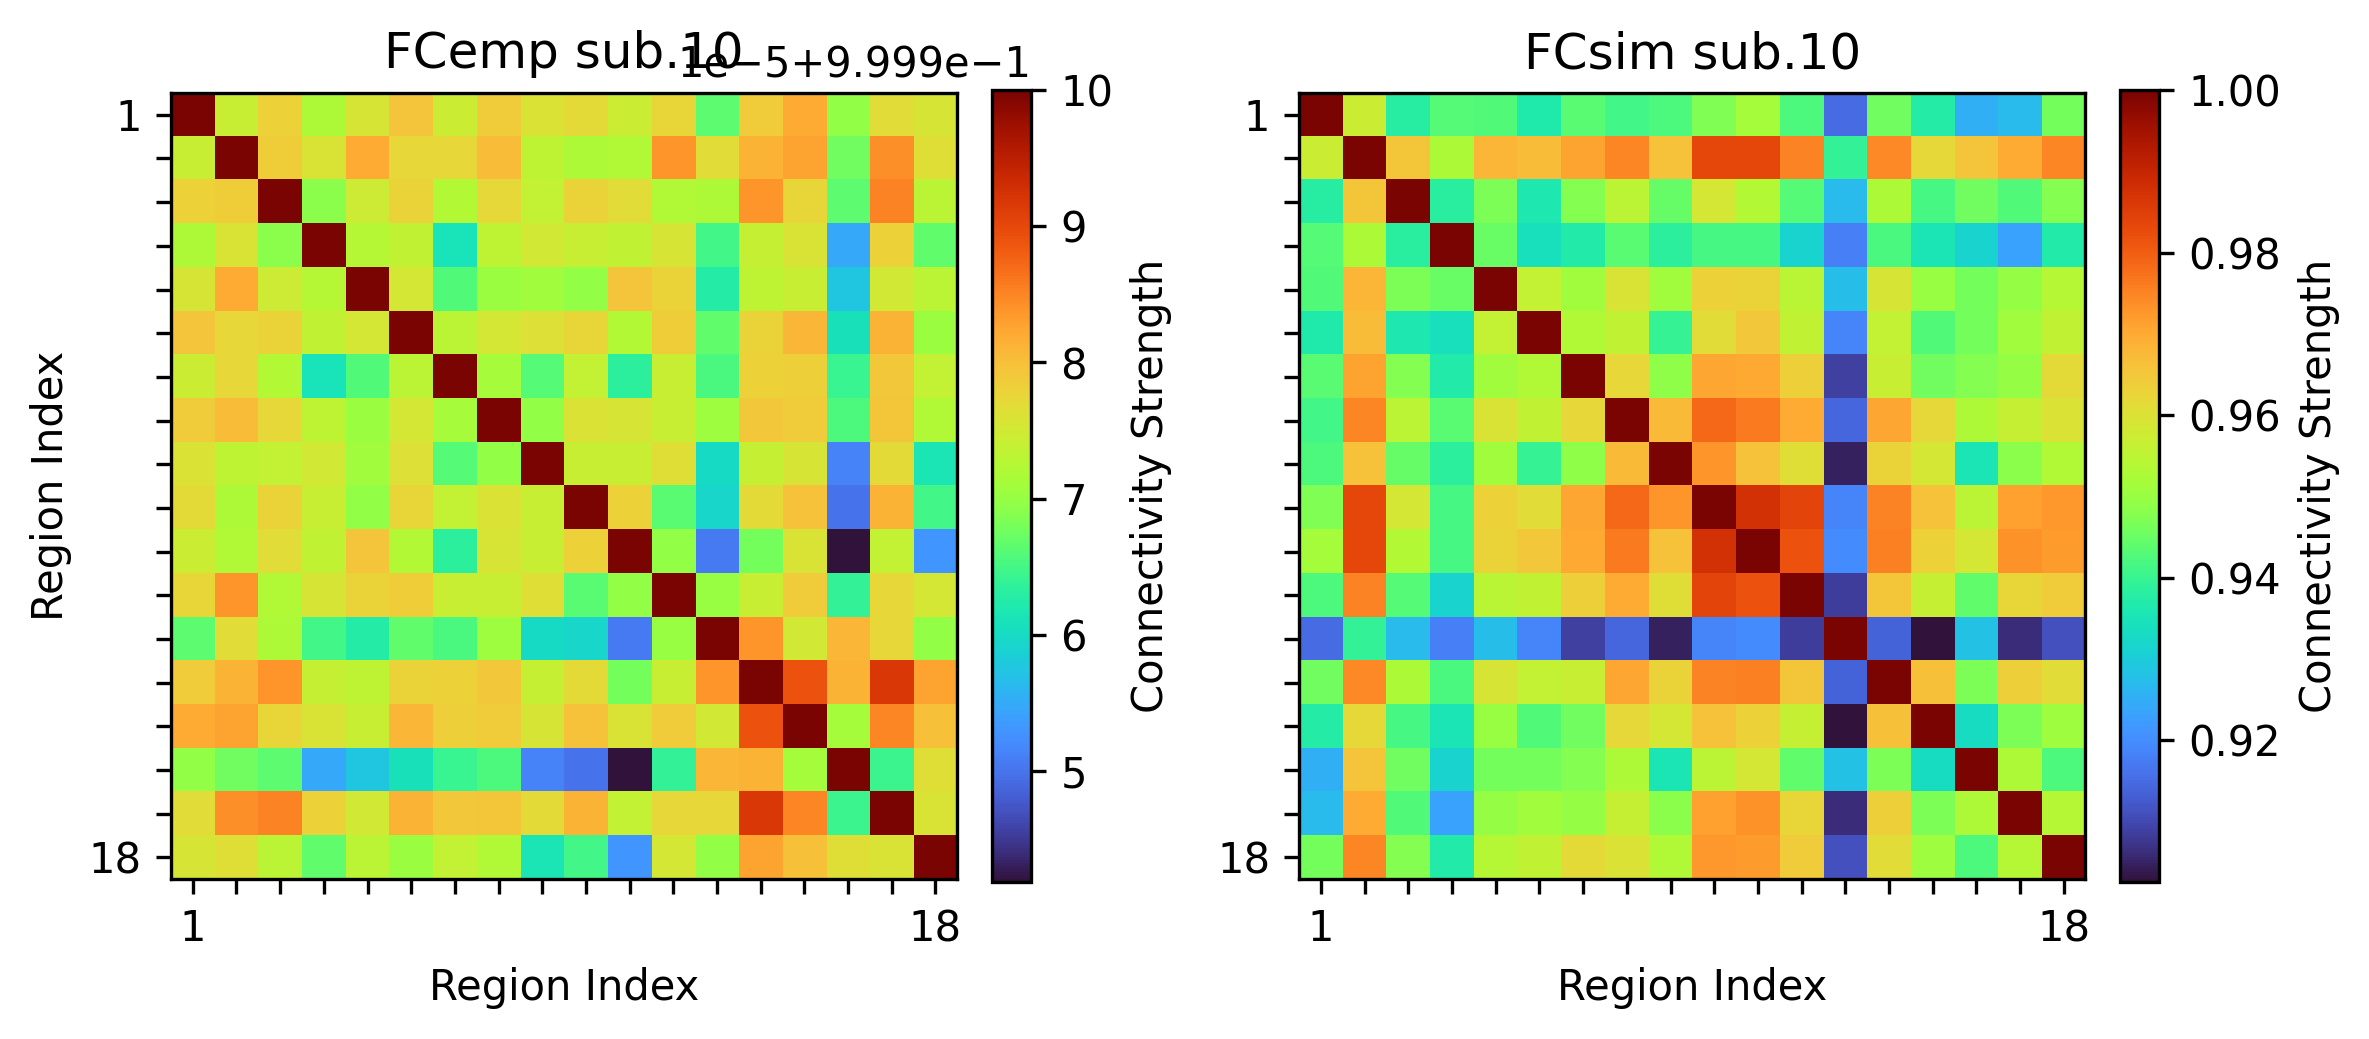 FCemp sub.10
1e−5+9.999e−1
1
18
1
18
Region Index
Region Index
10
9
8
7
6
5
Connectivity Strength
FCsim sub.10
1
18
1
18
Region Index
1.00
0.98
0.96
0.94
0.92
Connectivity Strength